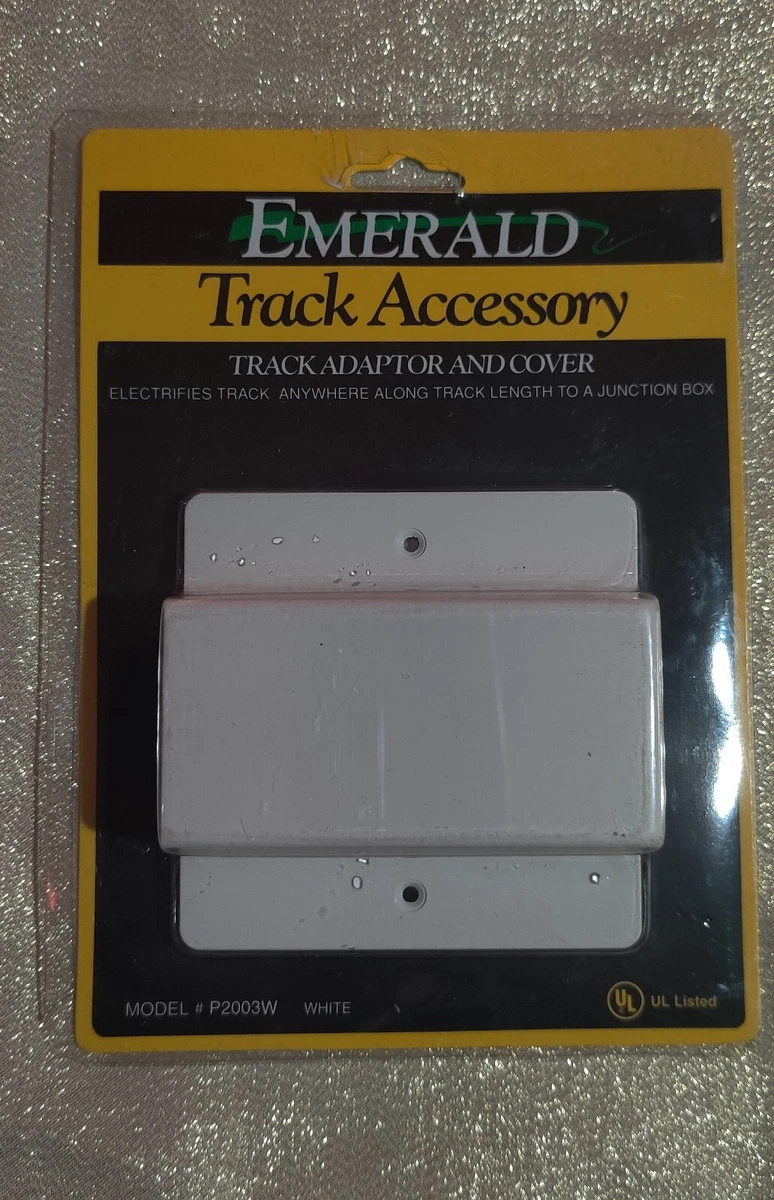 EMERALD
Track Accessory
TRACK ADAPTOR AND COVER
ELECTRIFIES TRACK ANYWHERE ALONG TRACK LENGTH TO A JUNCTION BOX
MODEL # P2003W WHITE
UL UL Listed